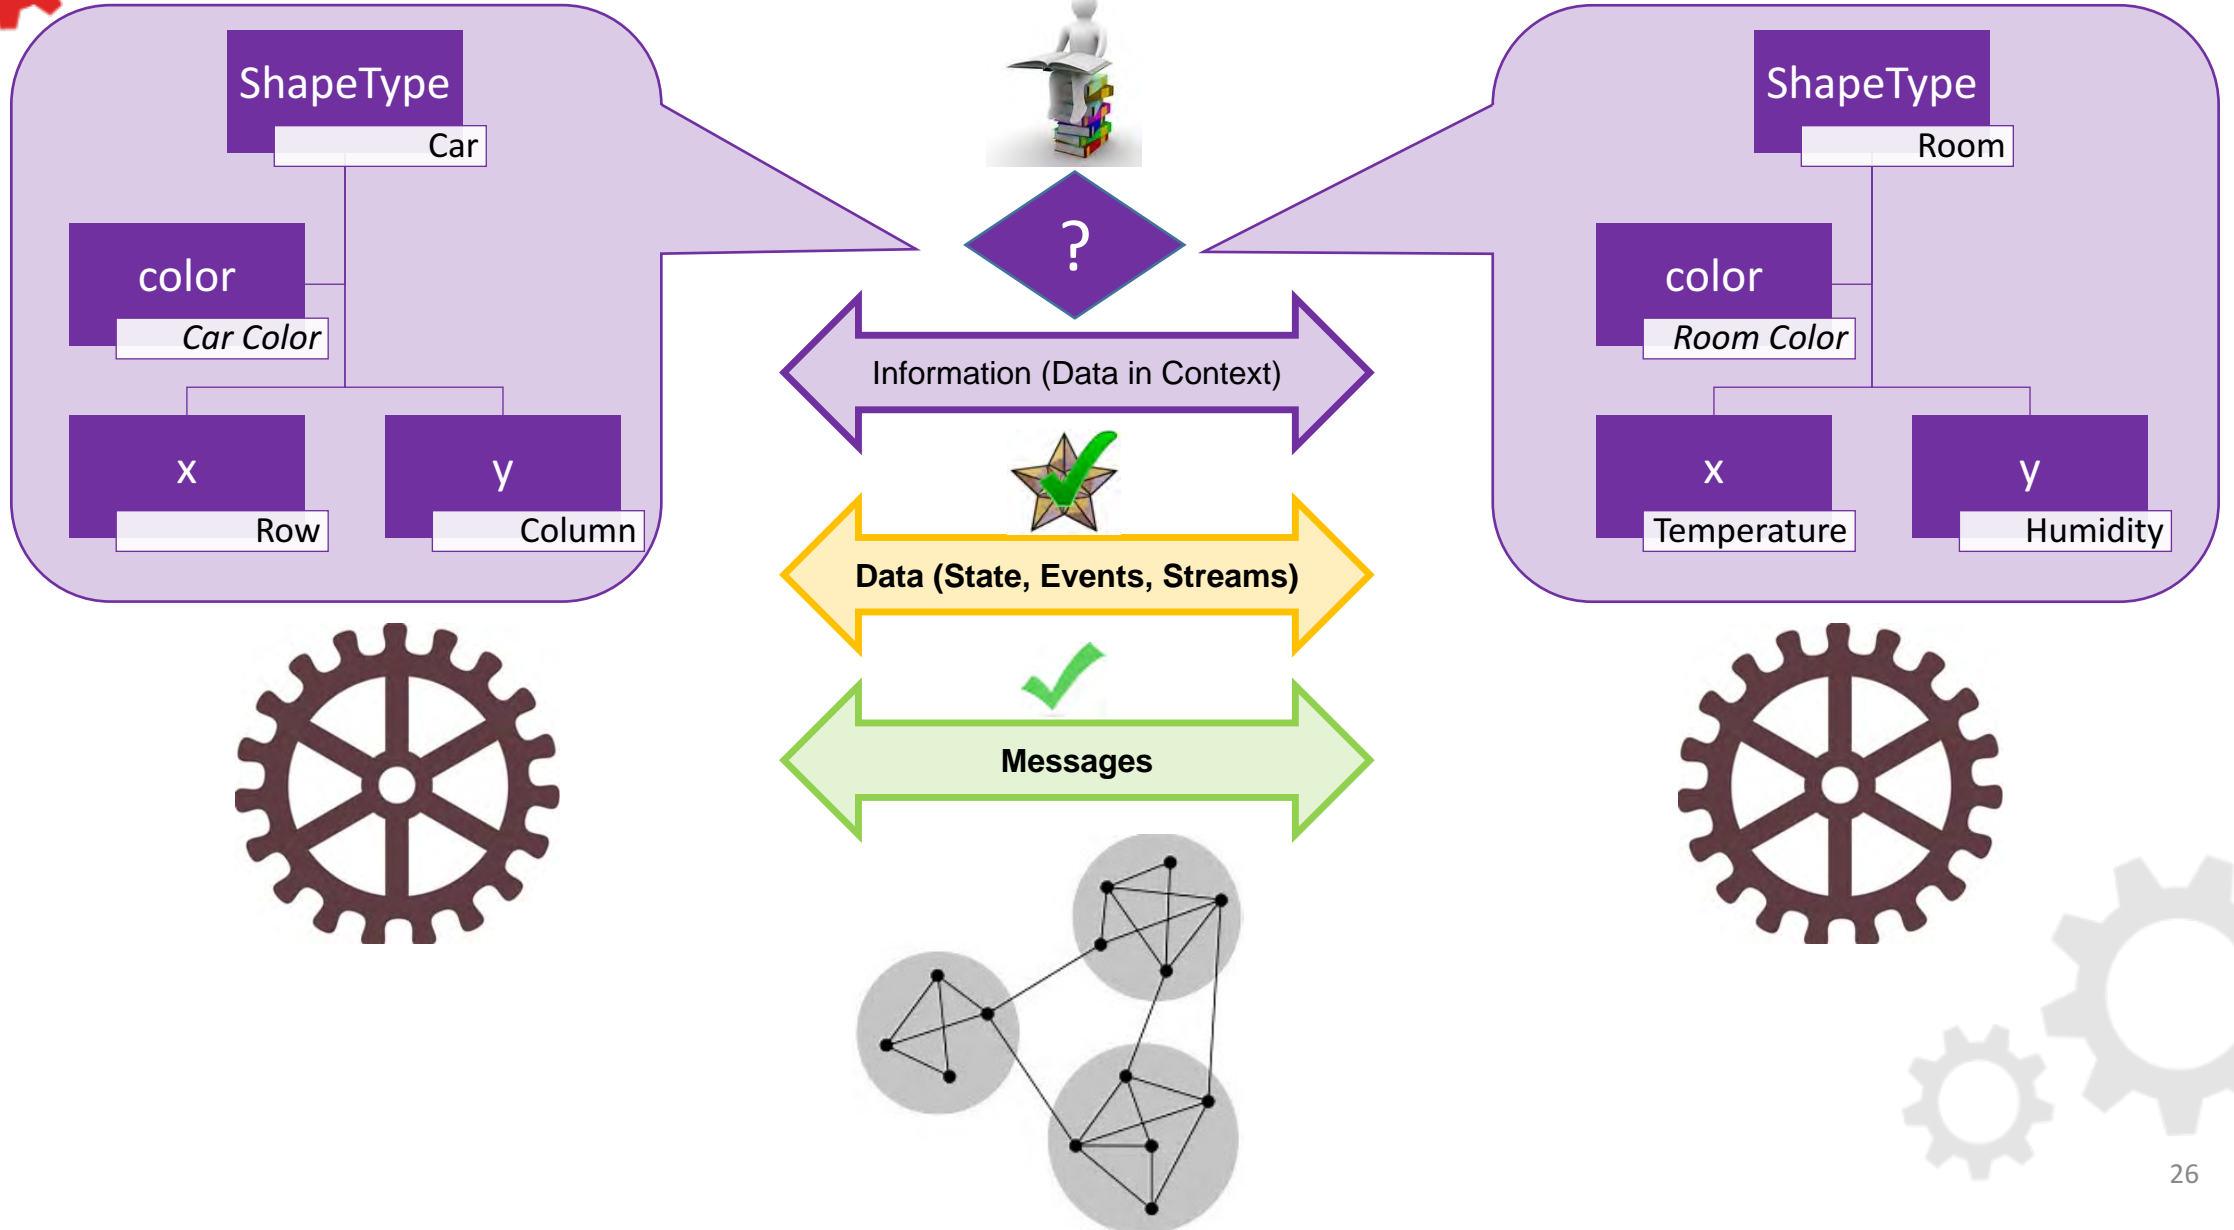 ShapeType
Car
color
Car Color
x
Row
y
Column
?
Information (Data in Context)
Data (State, Events, Streams)
Messages
ShapeType
Room
color
Room Color
x
Temperature
y
Humidity
26